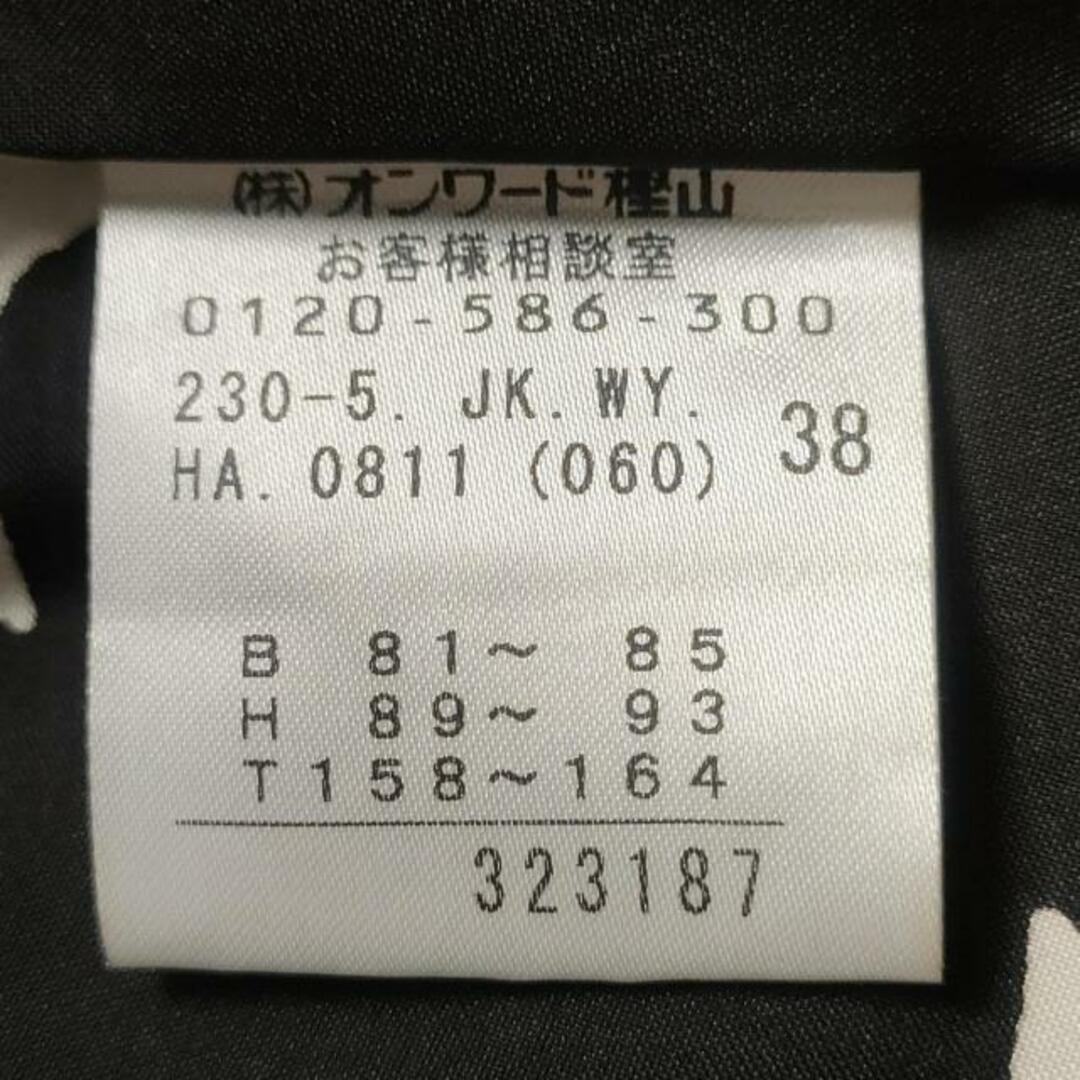 (株)オンワード樫山
お客様相談室
0120-586-300
230-5. JK. WY.
HA. 0811 (060) 38
B 81～ 85
H 89～ 93
T158～164
323187